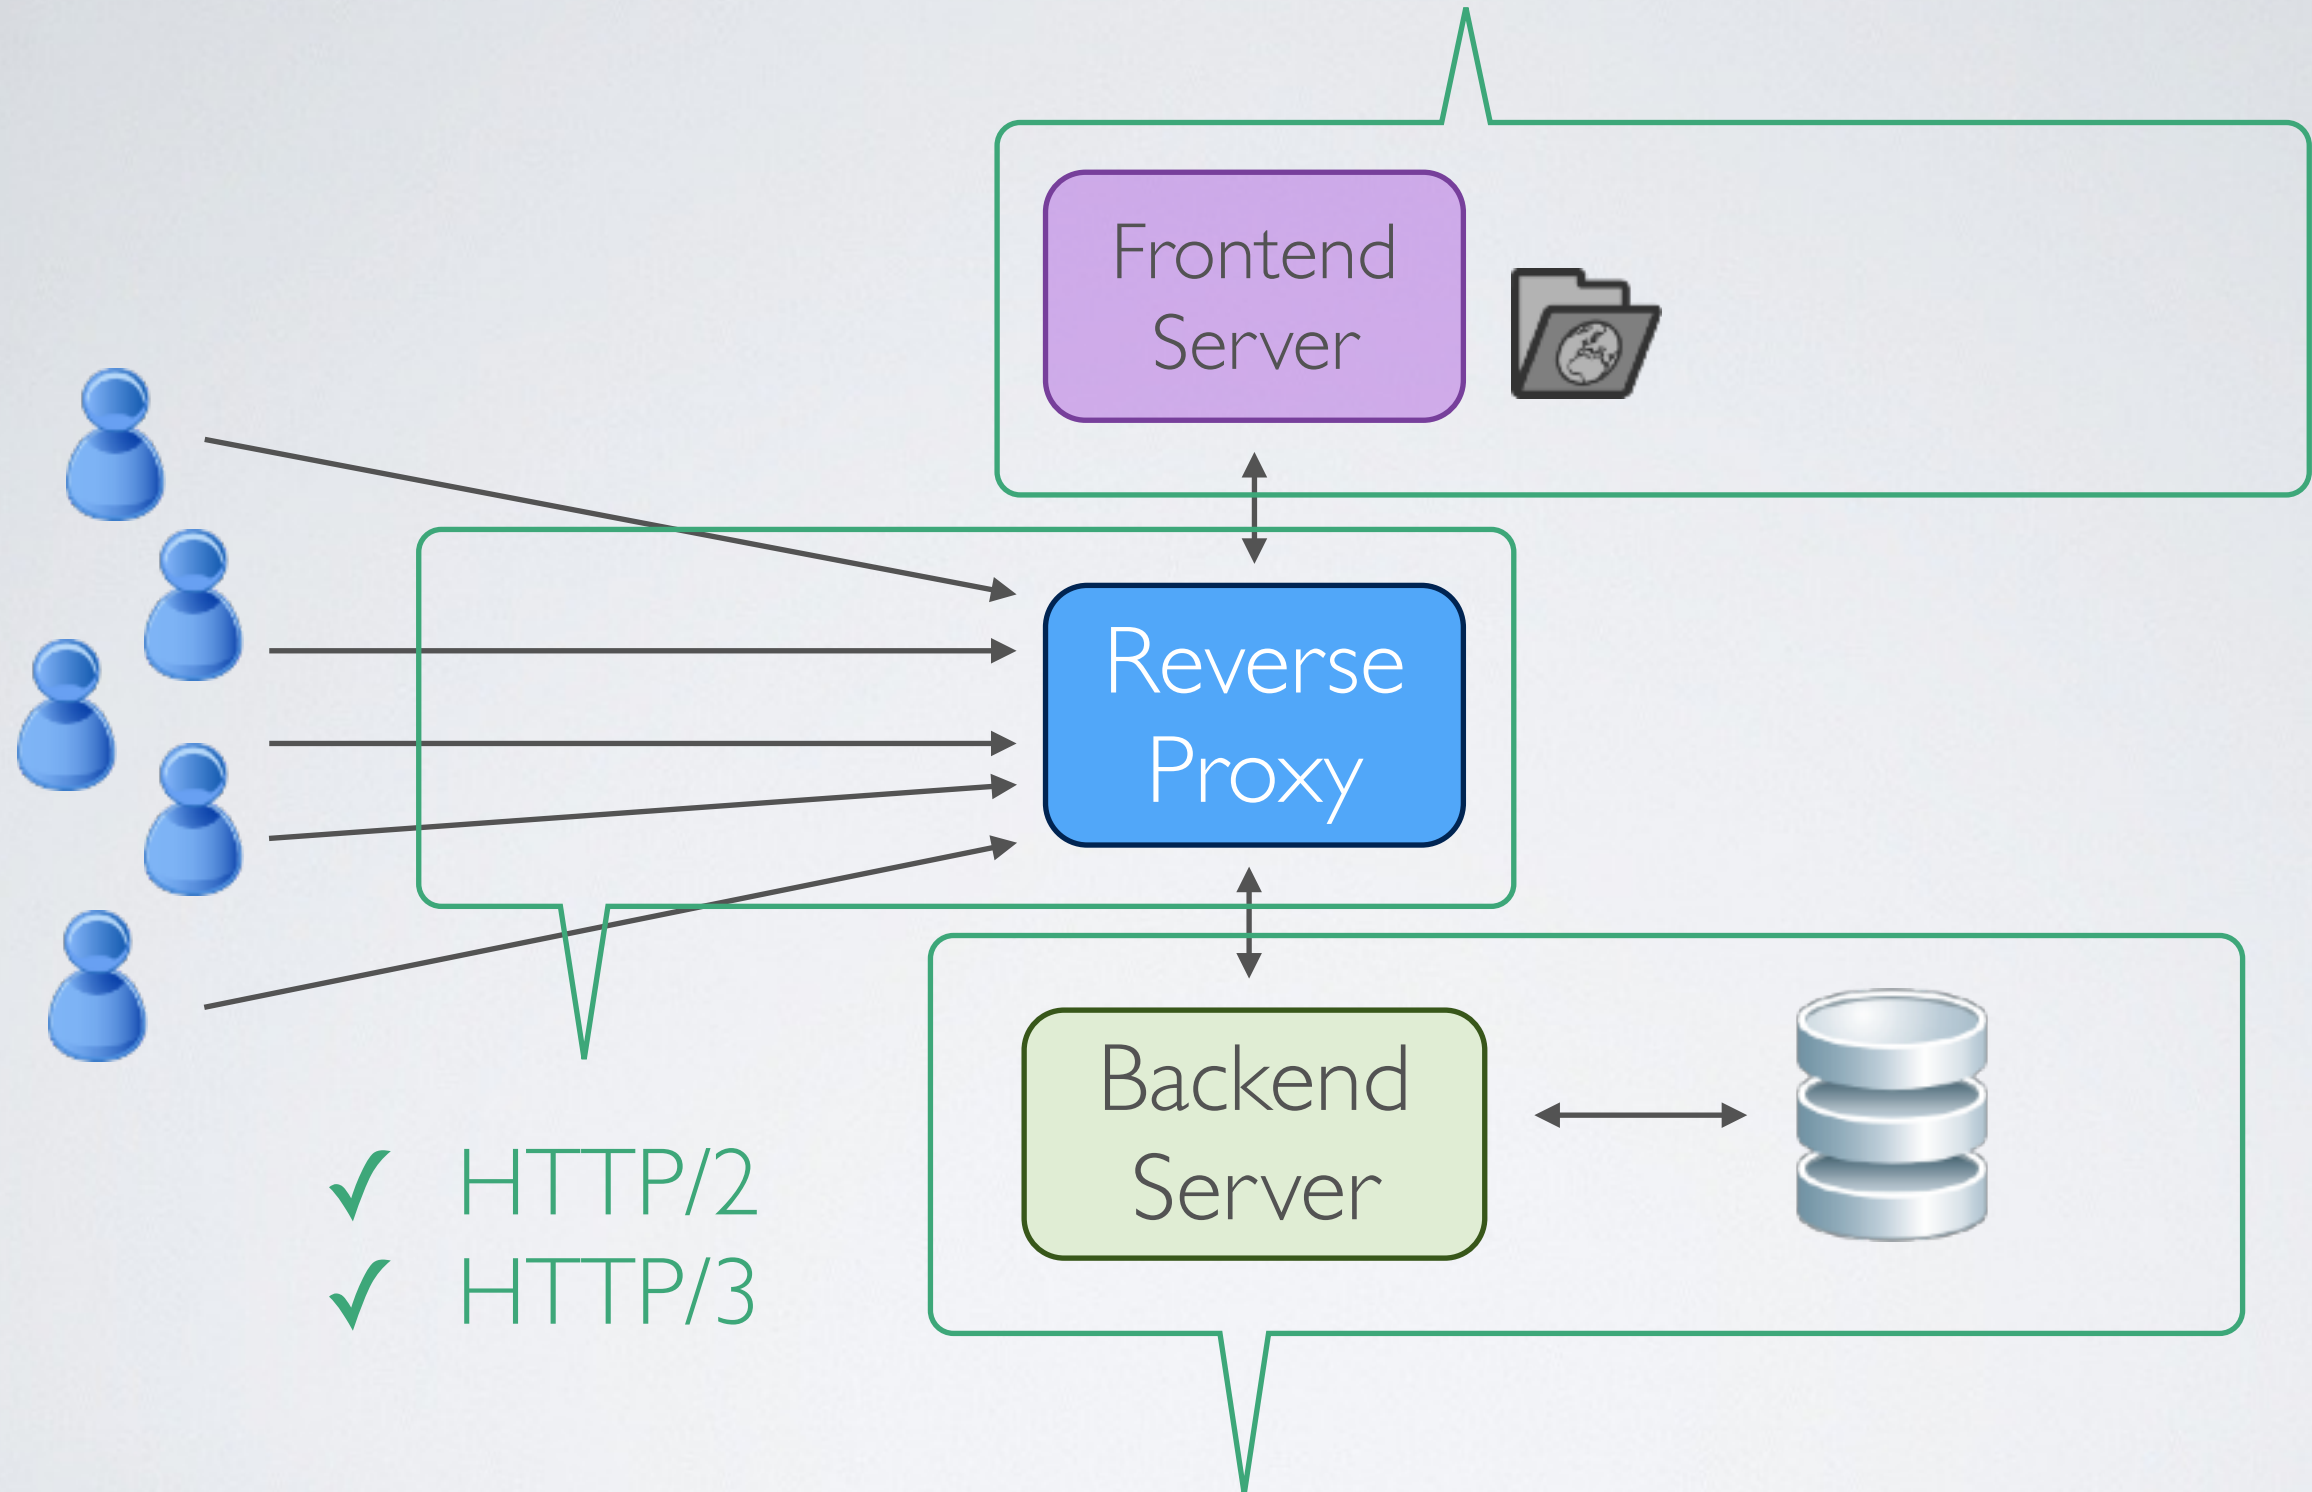 Frontend
Server
Reverse
Proxy
Backend
Server
✓ HTTP/2
✓ HTTP/3